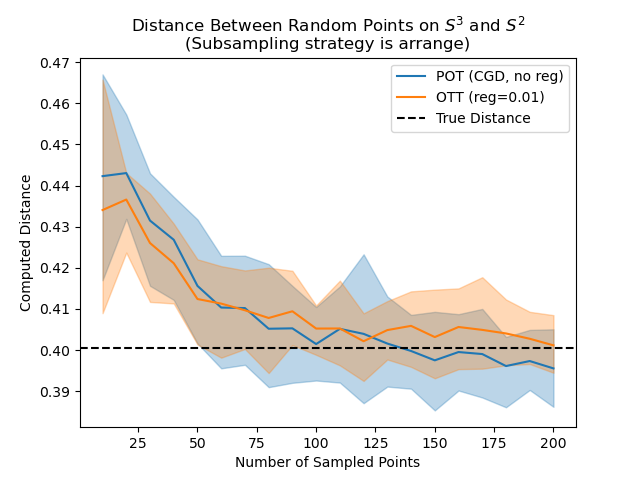 Distance Between Random Points on $S^3$ and $S^2$
(Subsampling strategy is arrange)
POT (CGD, no reg)
OTT (reg=0.01)
True Distance
Computed Distance
0.47
0.46
0.45
0.44
0.43
0.42
0.41
0.40
0.39
25 50 75 100 125 150 175 200
Number of Sampled Points